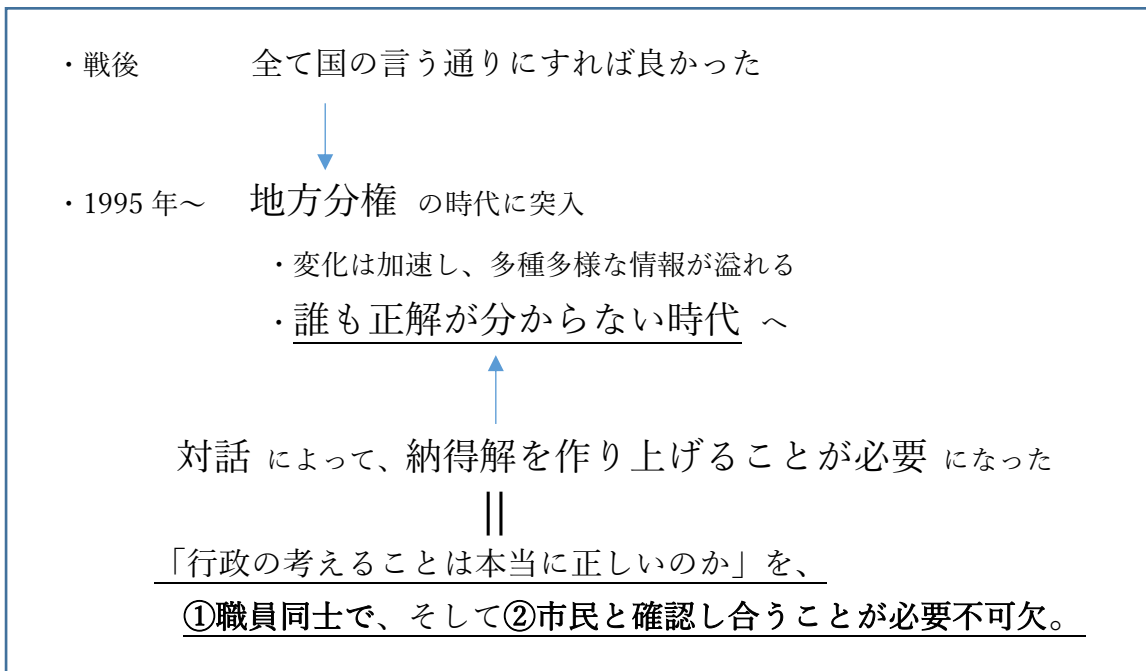 ・戦後　全て国の言う通りにすれば良かった
・1995 年～　地方分権 の時代に突入
・変化は加速し、多種多様な情報が溢れる
・誰も正解が分からない時代 へ
対話 によって、納得解を作り上げることが必要 になった
||
「行政の考えることは本当に正しいのか」を、
①職員同士で、そして②市民と確認し合うことが必要不可欠。